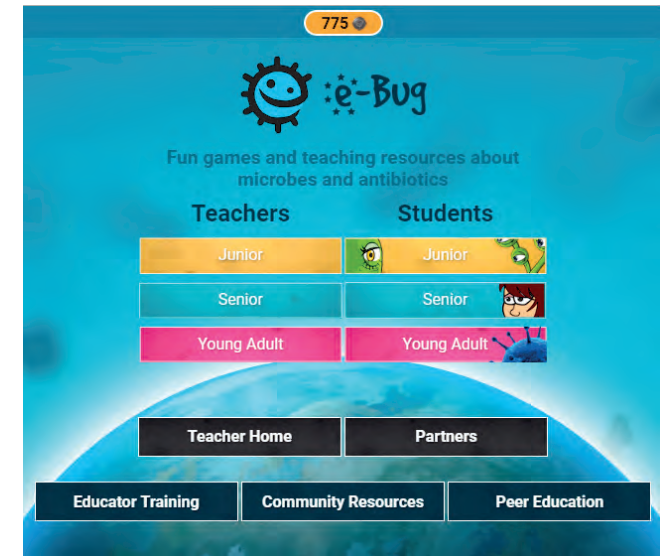 775
:e-Bug
Fun games and teaching resources about
microbes and antibiotics
Teachers
Students
Junior
Junior
Senior
Senior
Young Adult
Young Adult
Teacher Home
Partners
Educator Training
Community Resources
Peer Education